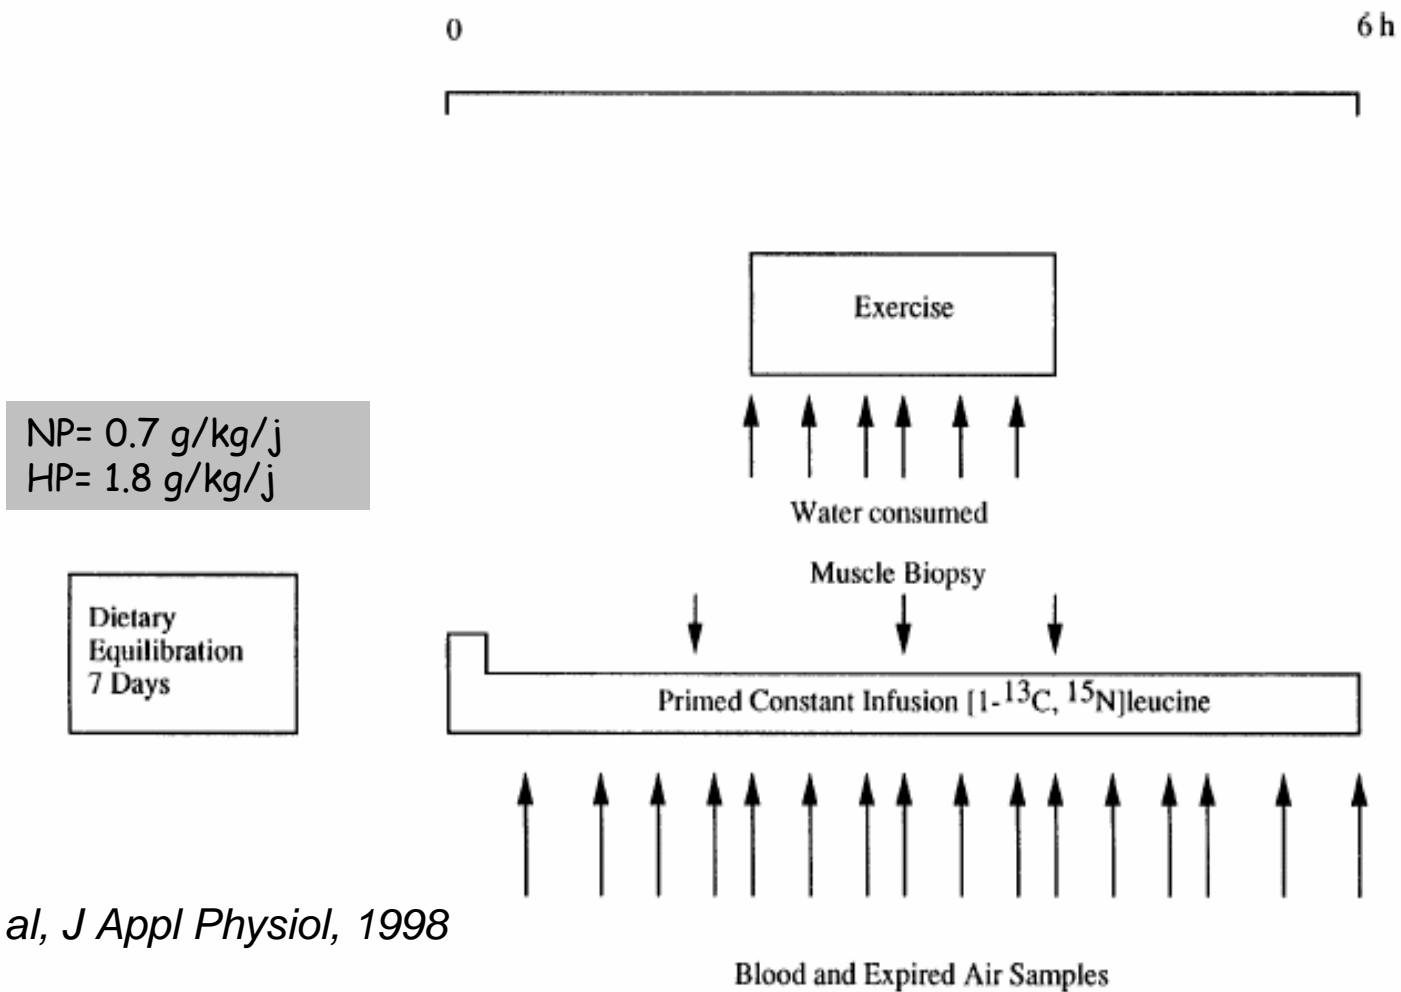 0
6 h
Exercise
NP= 0.7 g/kg/j
HP= 1.8 g/kg/j
Water consumed
Muscle Biopsy
Dietary
Equilibration
7 Days
Primed Constant Infusion [1-¹³C, ¹⁵N]leucine
al, J Appl Physiol, 1998
Blood and Expired Air Samples